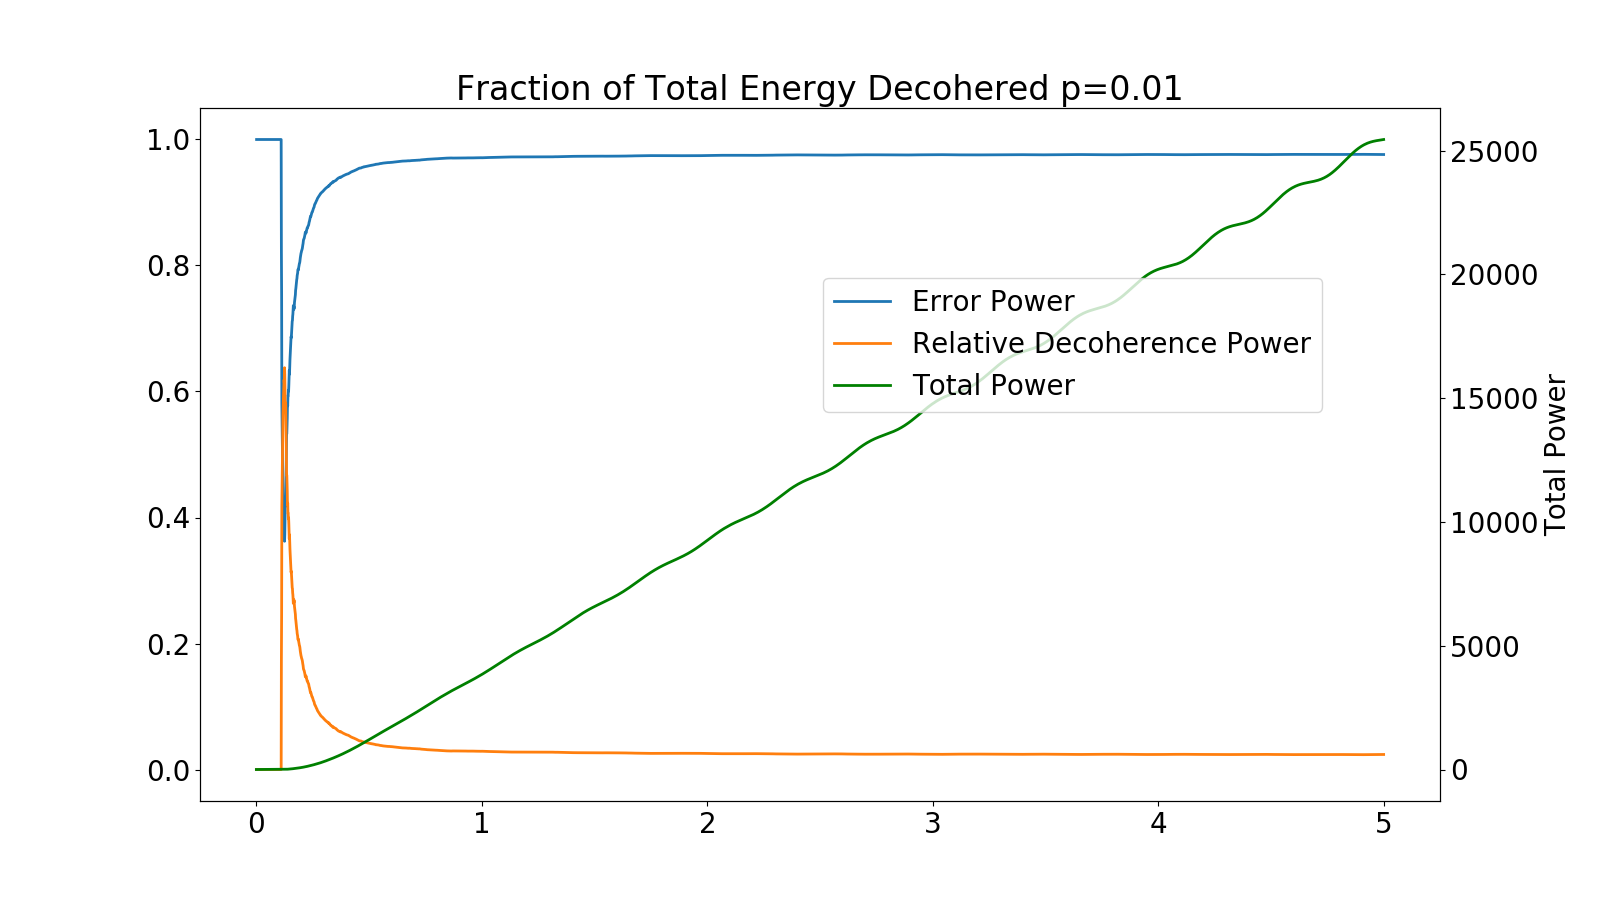 Fraction of Total Energy Decohered p=0.01
1.0
0.8
0.6
0.4
0.2
0.0
25000
20000
15000
10000
5000
0
Total Power
Error Power
Relative Decoherence Power
Total Power
0 1 2 3 4 5